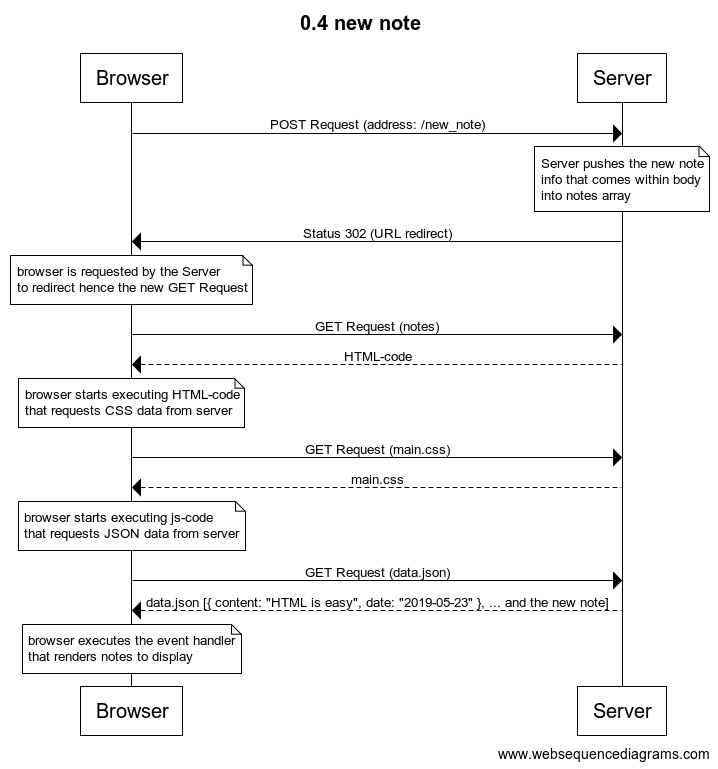 0.4 new note
Browser
Server
POST Request (address: /new_note)
Server pushes the new note
info that comes within body
into notes array
Status 302 (URL redirect)
browser is requested by the Server
to redirect hence the new GET Request
GET Request (notes)
HTML-code
browser starts executing HTML-code
that requests CSS data from server
GET Request (main.css)
main.css
browser starts executing js-code
that requests JSON data from server
GET Request (data.json)
data.json [{ content: "HTML is easy", date: "2019-05-23" }, ... and the new note]
browser executes the event handler
that renders notes to display
Browser
Server
www.websequencediagrams.com